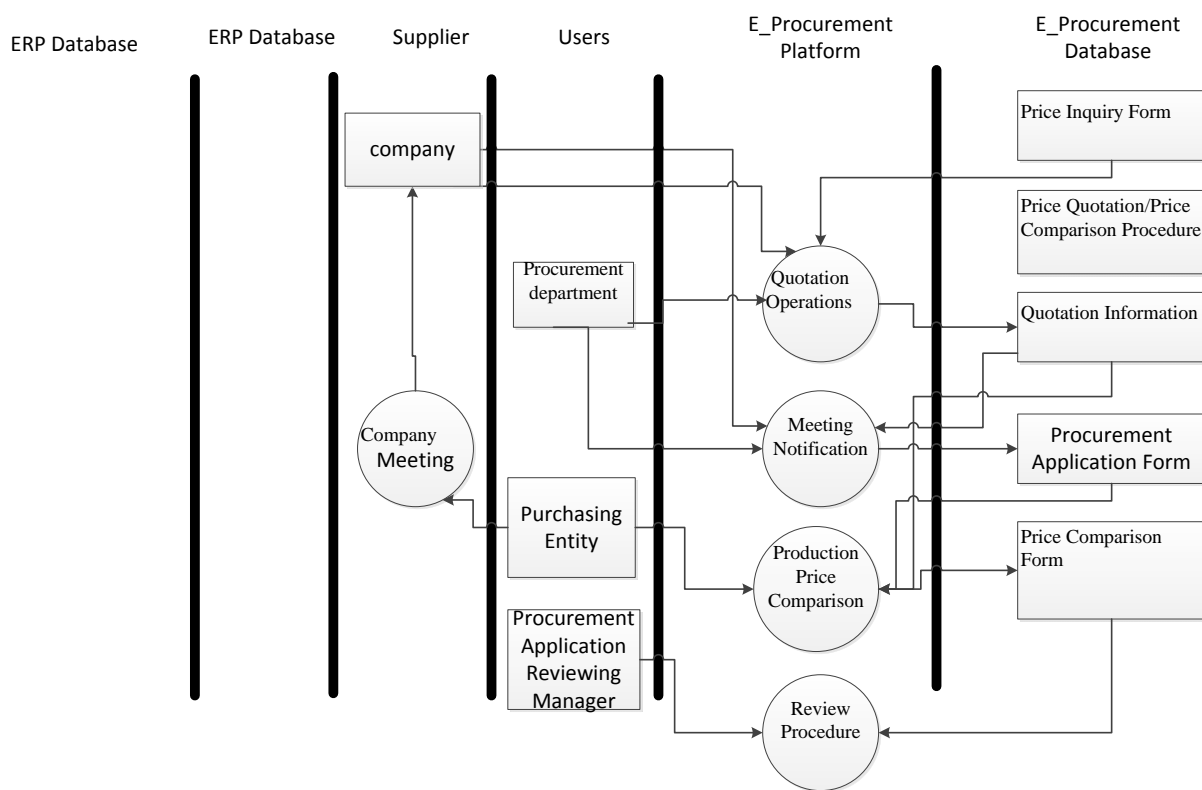 ERP Database
ERP Database
Supplier
Users
E_Procurement
Platform
E_Procurement
Database
company
Price Inquiry Form
Price Quotation/Price
Comparison Procedure
Procurement
department
Quotation
Operations
Quotation Information
Company
Meeting
Meeting
Notification
Procurement
Application Form
Purchasing
Entity
Production
Price
Comparison
Price Comparison
Form
Procurement
Application
Reviewing
Manager
Review
Procedure